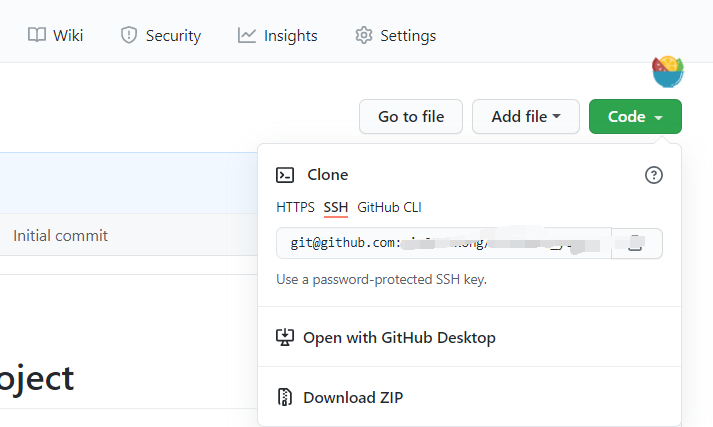 Wiki Security Insights Settings
Go to file Add file Code
Clone
HTTPS SSH GitHub CLI
git@github.com:
Use a password-protected SSH key.
Initial commit
Open with GitHub Desktop
oject
Download ZIP